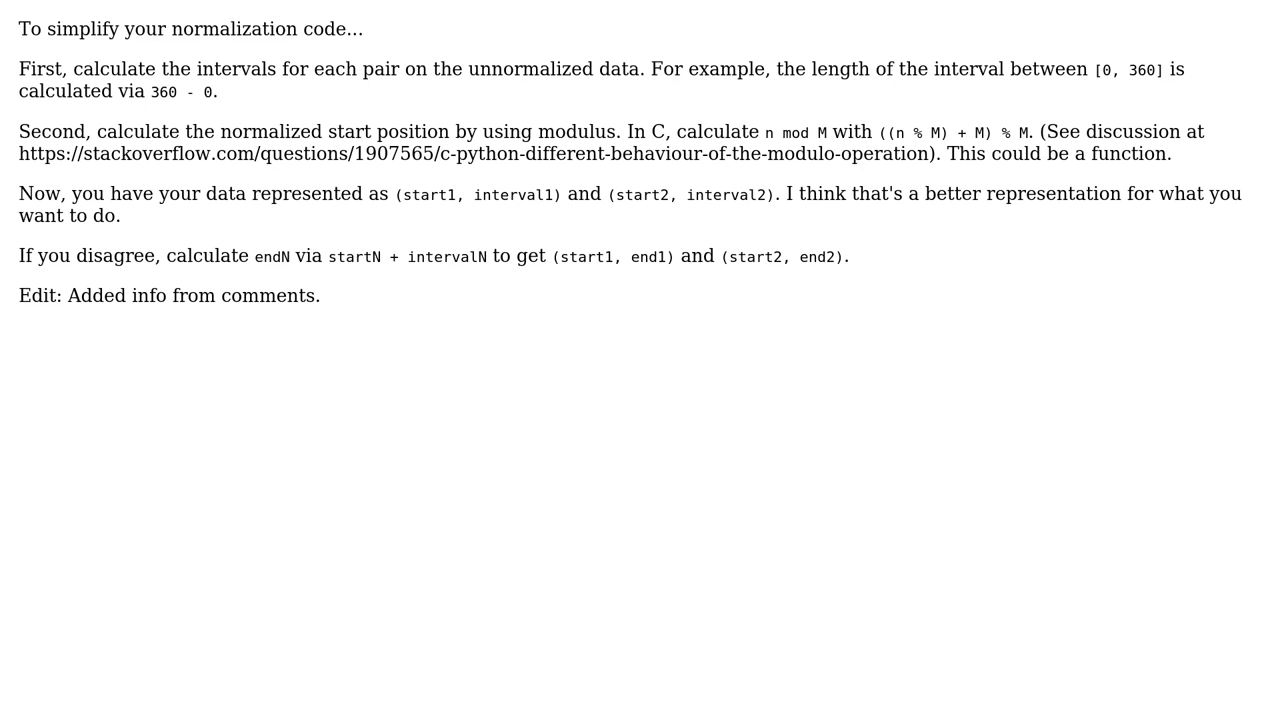 To simplify your normalization code...
First, calculate the intervals for each pair on the unnormalized data. For example, the length of the interval between [0, 360] is
calculated via 360 - 0.
Second, calculate the normalized start position by using modulus. In C, calculate n mod M with ((n % M) + M) % M. (See discussion at
https://stackoverflow.com/questions/1907565/c-python-different-behaviour-of-the-modulo-operation). This could be a function.
Now, you have your data represented as (start1, interval1) and (start2, interval2). I think that's a better representation for what you
want to do.
If you disagree, calculate endN via startN + intervalN to get (start1, end1) and (start2, end2).
Edit: Added info from comments.